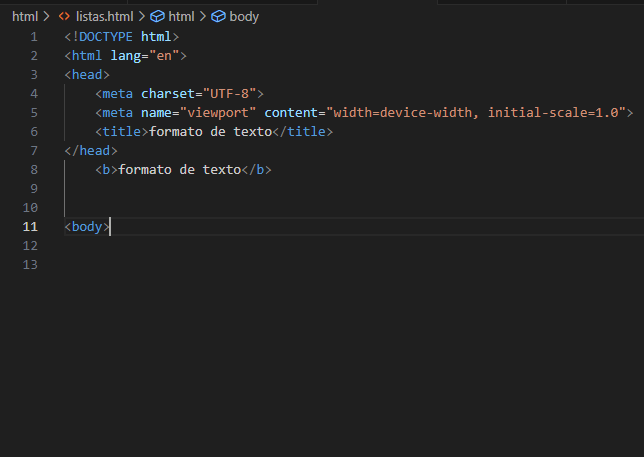 html > listas.html > html > body
1 <!DOCTYPE html>
2 <html lang="en">
3 <head>
4     <meta charset="UTF-8">
5     <meta name="viewport" content="width=device-width, initial-scale=1.0">
6     <title>formato de texto</title>
7 </head>
8     <b>formato de texto</b>
9
10
11 <body>
12
13